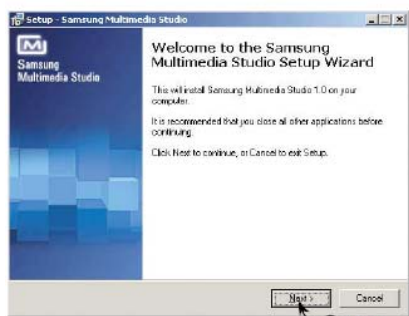 Setup - Samsung Multimedia Studio
Samsung
Multimedia Studio
Welcome to the Samsung
Multimedia Studio Setup Wizard
This will install Samsung Multimedia Studio 1.0 on your
computer.
It is recommended that you close all other applications before
continuing.
Click Next to continue, or Cancel to exit Setup.
Next >
Cancel